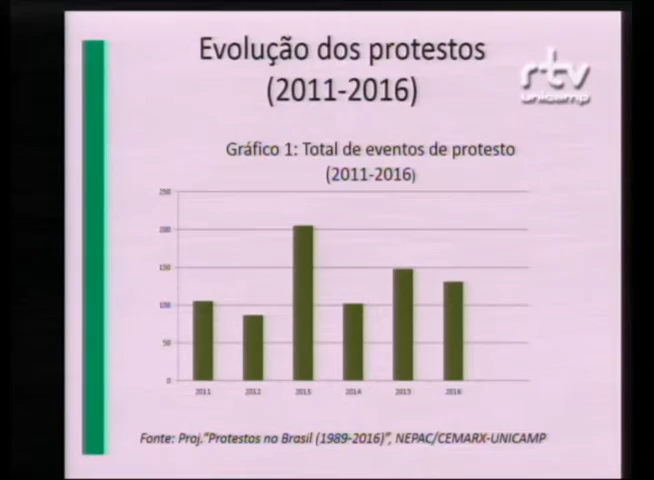 Evolução dos protestos
(2011-2016)
rtv
unicamp
Gráfico 1: Total de eventos de protesto
(2011-2016)
250
200
150
100
50
0
2011 2012 2013 2014 2015 2016
Fonte: Proj."Protestos no Brasil (1989-2016)", NEPAC/CEMARX-UNICAMP